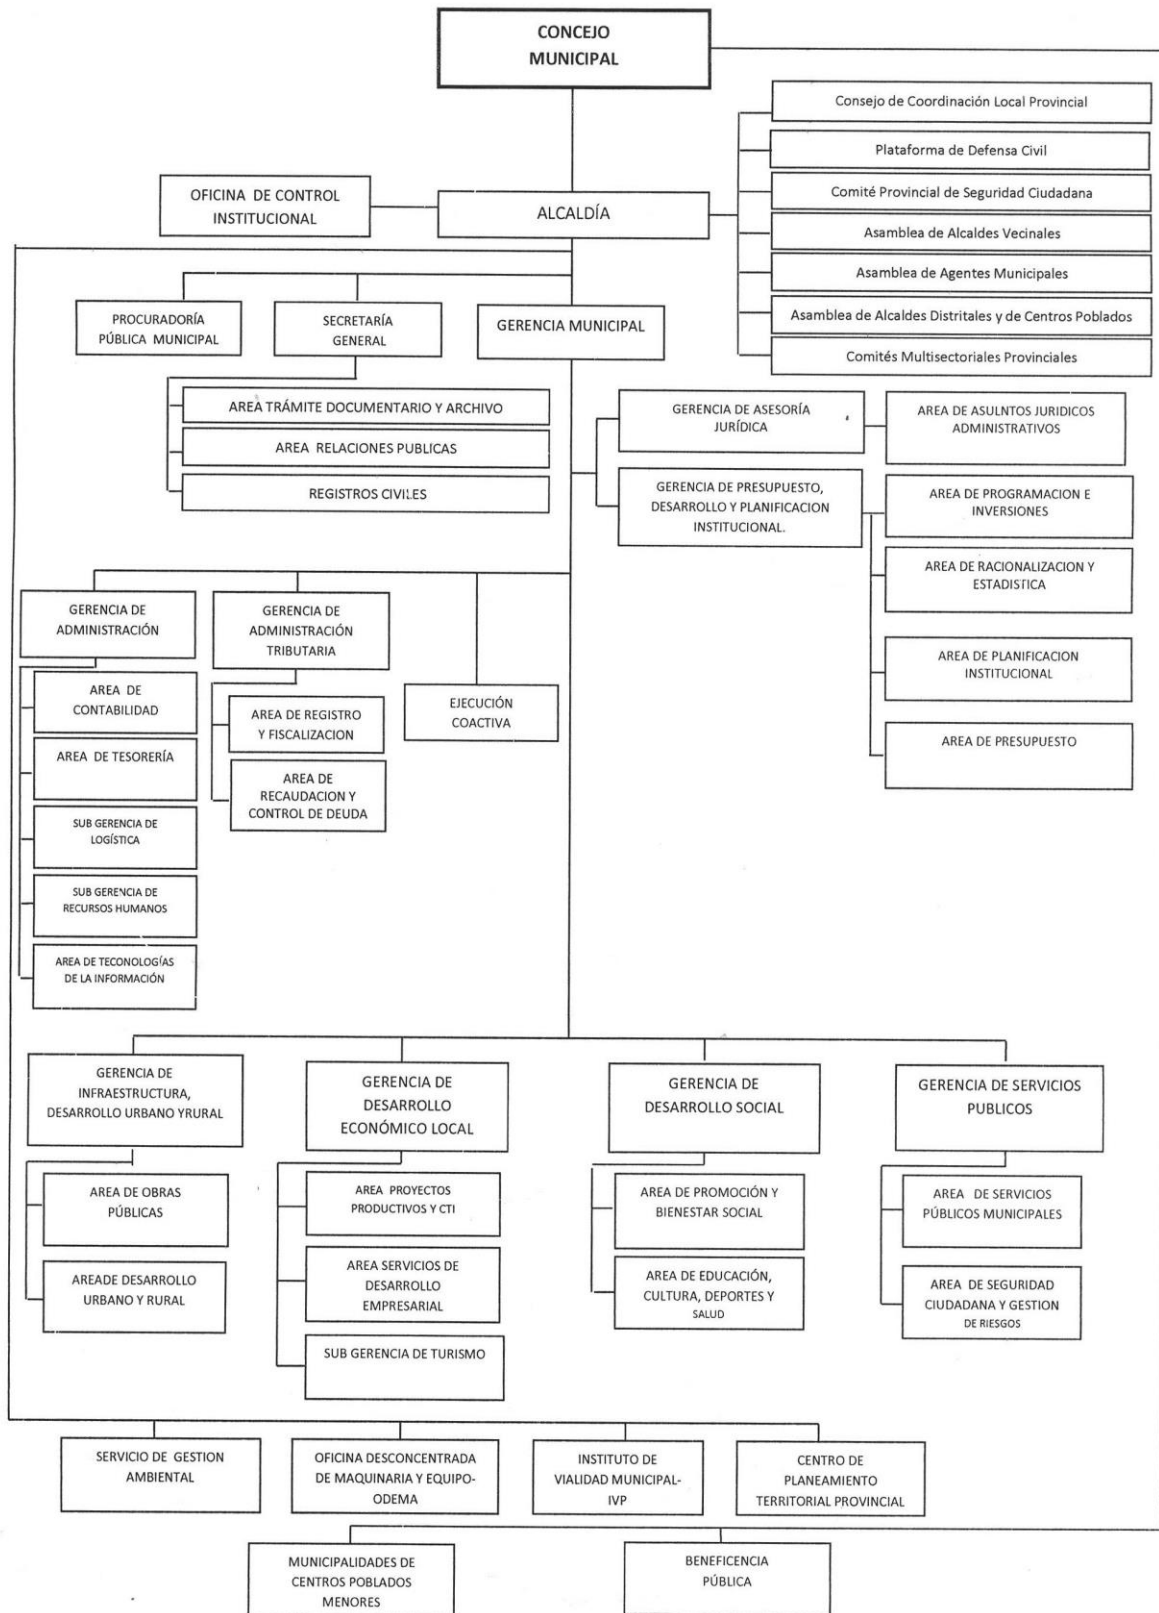 CONCEJO
MUNICIPAL
Consejo de Coordinación Local Provincial
Plataforma de Defensa Civil
Comité Provincial de Seguridad Ciudadana
Asamblea de Alcaldes Vecinales
Asamblea de Agentes Municipales
Asamblea de Alcaldes Distritales y de Centros Poblados
Comités Multisectoriales Provinciales
OFICINA DE CONTROL
INSTITUCIONAL
ALCALDÍA
PROCURADORÍA
PÚBLICA MUNICIPAL
SECRETARÍA
GENERAL
GERENCIA MUNICIPAL
AREA TRÁMITE DOCUMENTARIO Y ARCHIVO
AREA RELACIONES PUBLICAS
REGISTROS CIVILES
GERENCIA DE ASESORÍA
JURÍDICA
AREA DE ASULNTOS JURIDICOS
ADMINISTRATIVOS
GERENCIA DE PRESUPUESTO,
DESARROLLO Y PLANIFICACION
INSTITUCIONAL.
AREA DE PROGRAMACION E
INVERSIONES
AREA DE RACIONALIZACION Y
ESTADISTICA
AREA DE PLANIFICACION
INSTITUCIONAL
AREA DE PRESUPUESTO
GERENCIA DE
ADMINISTRACIÓN
AREA DE
CONTABILIDAD
AREA DE TESORERÍA
SUB GERENCIA DE
LOGÍSTICA
SUB GERENCIA DE
RECURSOS HUMANOS
AREA DE TECONOLOGÍAS
DE LA INFORMACIÓN
GERENCIA DE
ADMINISTRACIÓN
TRIBUTARIA
AREA DE REGISTRO
Y FISCALIZACION
AREA DE
RECAUDACION Y
CONTROL DE DEUDA
EJECUCIÓN
COACTIVA
GERENCIA DE
INFRAESTRUCTURA,
DESARROLLO URBANO YRURAL
AREA DE OBRAS
PÚBLICAS
AREADE DESARROLLO
URBANO Y RURAL
GERENCIA DE
DESARROLLO
ECONÓMICO LOCAL
AREA PROYECTOS
PRODUCTIVOS Y CTI
AREA SERVICIOS DE
DESARROLLO
EMPRESARIAL
SUB GERENCIA DE TURISMO
GERENCIA DE
DESARROLLO SOCIAL
AREA DE PROMOCIÓN Y
BIENESTAR SOCIAL
AREA DE EDUCACIÓN,
CULTURA, DEPORTES Y
SALUD
GERENCIA DE SERVICIOS
PUBLICOS
AREA DE SERVICIOS
PÚBLICOS MUNICIPALES
AREA DE SEGURIDAD
CIUDADANA Y GESTION
DE RIESGOS
SERVICIO DE GESTION
AMBIENTAL
OFICINA DESCONCENTRADA
DE MAQUINARIA Y EQUIPO-
ODEMA
INSTITUTO DE
VIALIDAD MUNICIPAL-
IVP
CENTRO DE
PLANEAMIENTO
TERRITORIAL PROVINCIAL
MUNICIPALIDADES DE
CENTROS POBLADOS
MENORES
BENEFICENCIA
PÚBLICA